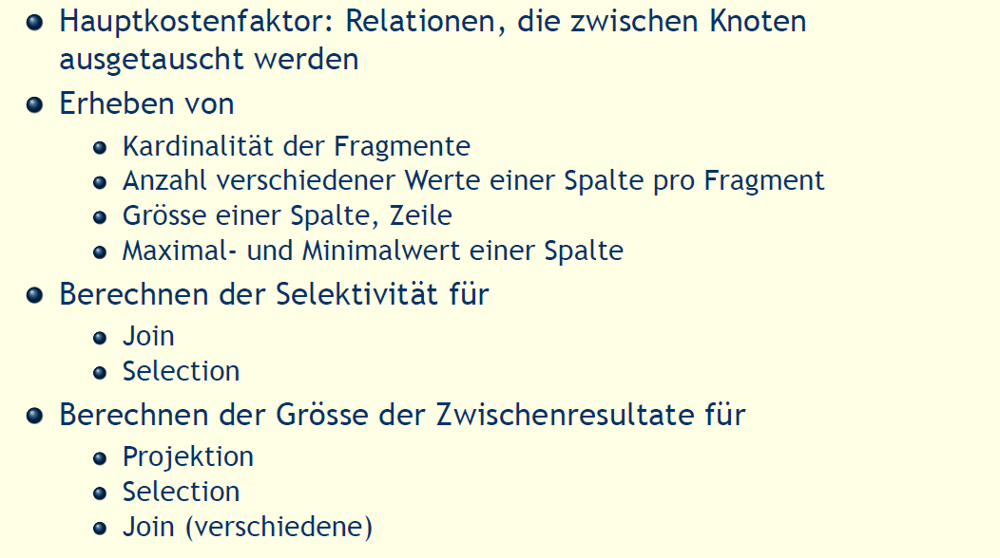 Hauptkostenfaktor: Relationen, die zwischen Knoten
ausgetauscht werden
Erheben von
Kardinalität der Fragmente
Anzahl verschiedener Werte einer Spalte pro Fragment
Grösse einer Spalte, Zeile
Maximal- und Minimalwert einer Spalte
Berechnen der Selektivität für
Join
Selection
Berechnen der Grösse der Zwischenresultate für
Projektion
Selection
Join (verschiedene)